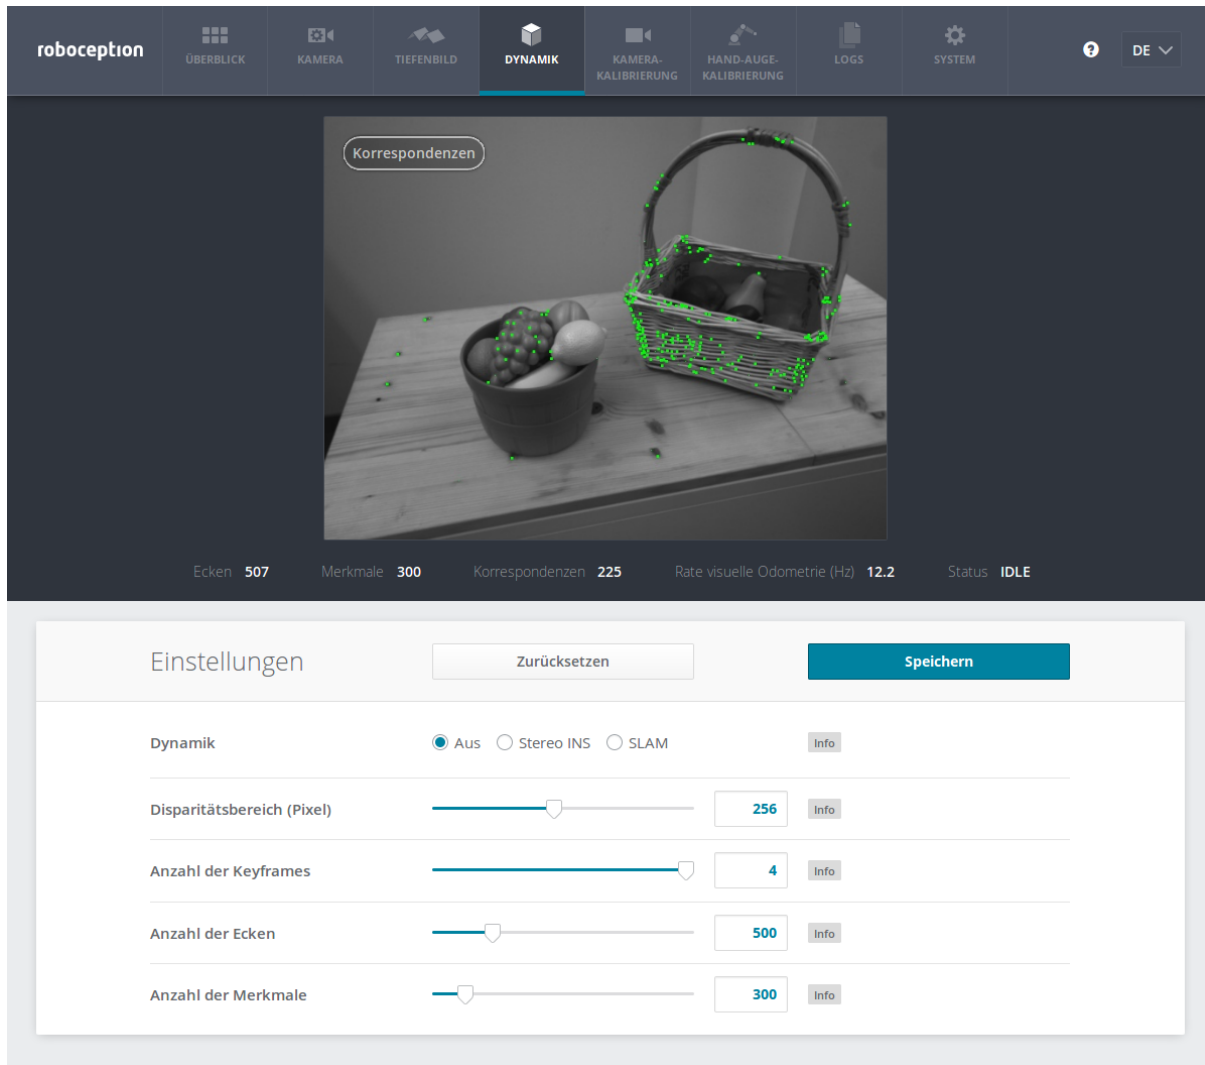 roboception
ÜBERBLICK
KAMERA
TIEFENBILD
DYNAMIK
KAMERA-
KALIBRIERUNG
HAND-AUGE-
KALIBRIERUNG
LOGS
SYSTEM
?
DE
Korrespondenzen
Ecken 507 Merkmale 300 Korrespondenzen 225 Rate visuelle Odometrie (Hz) 12.2 Status IDLE
Einstellungen Zurücksetzen Speichern
Dynamik Aus Stereo INS SLAM Info
Disparitätsbereich (Pixel) 256 Info
Anzahl der Keyframes 4 Info
Anzahl der Ecken 500 Info
Anzahl der Merkmale 300 Info